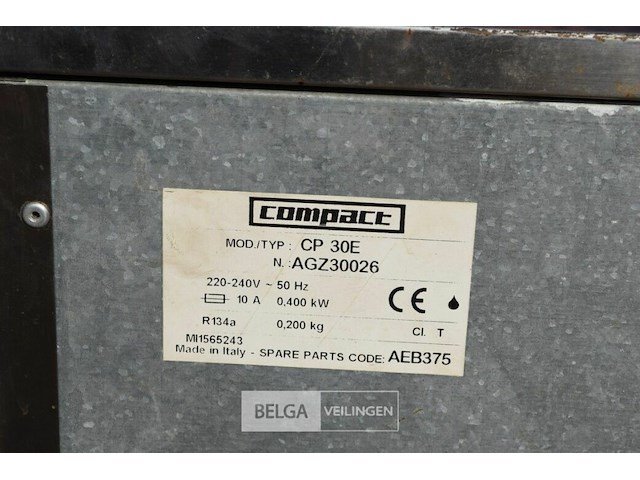 compact
MOD./TYP : CP 30E
N. : AGZ30026
220-240V ~ 50 Hz
10 A 0,400 kW
CE
R134a 0,200 kg Cl. T
MI1565243
Made in Italy - SPARE PARTS CODE: AEB375
BELGA VEILINGEN